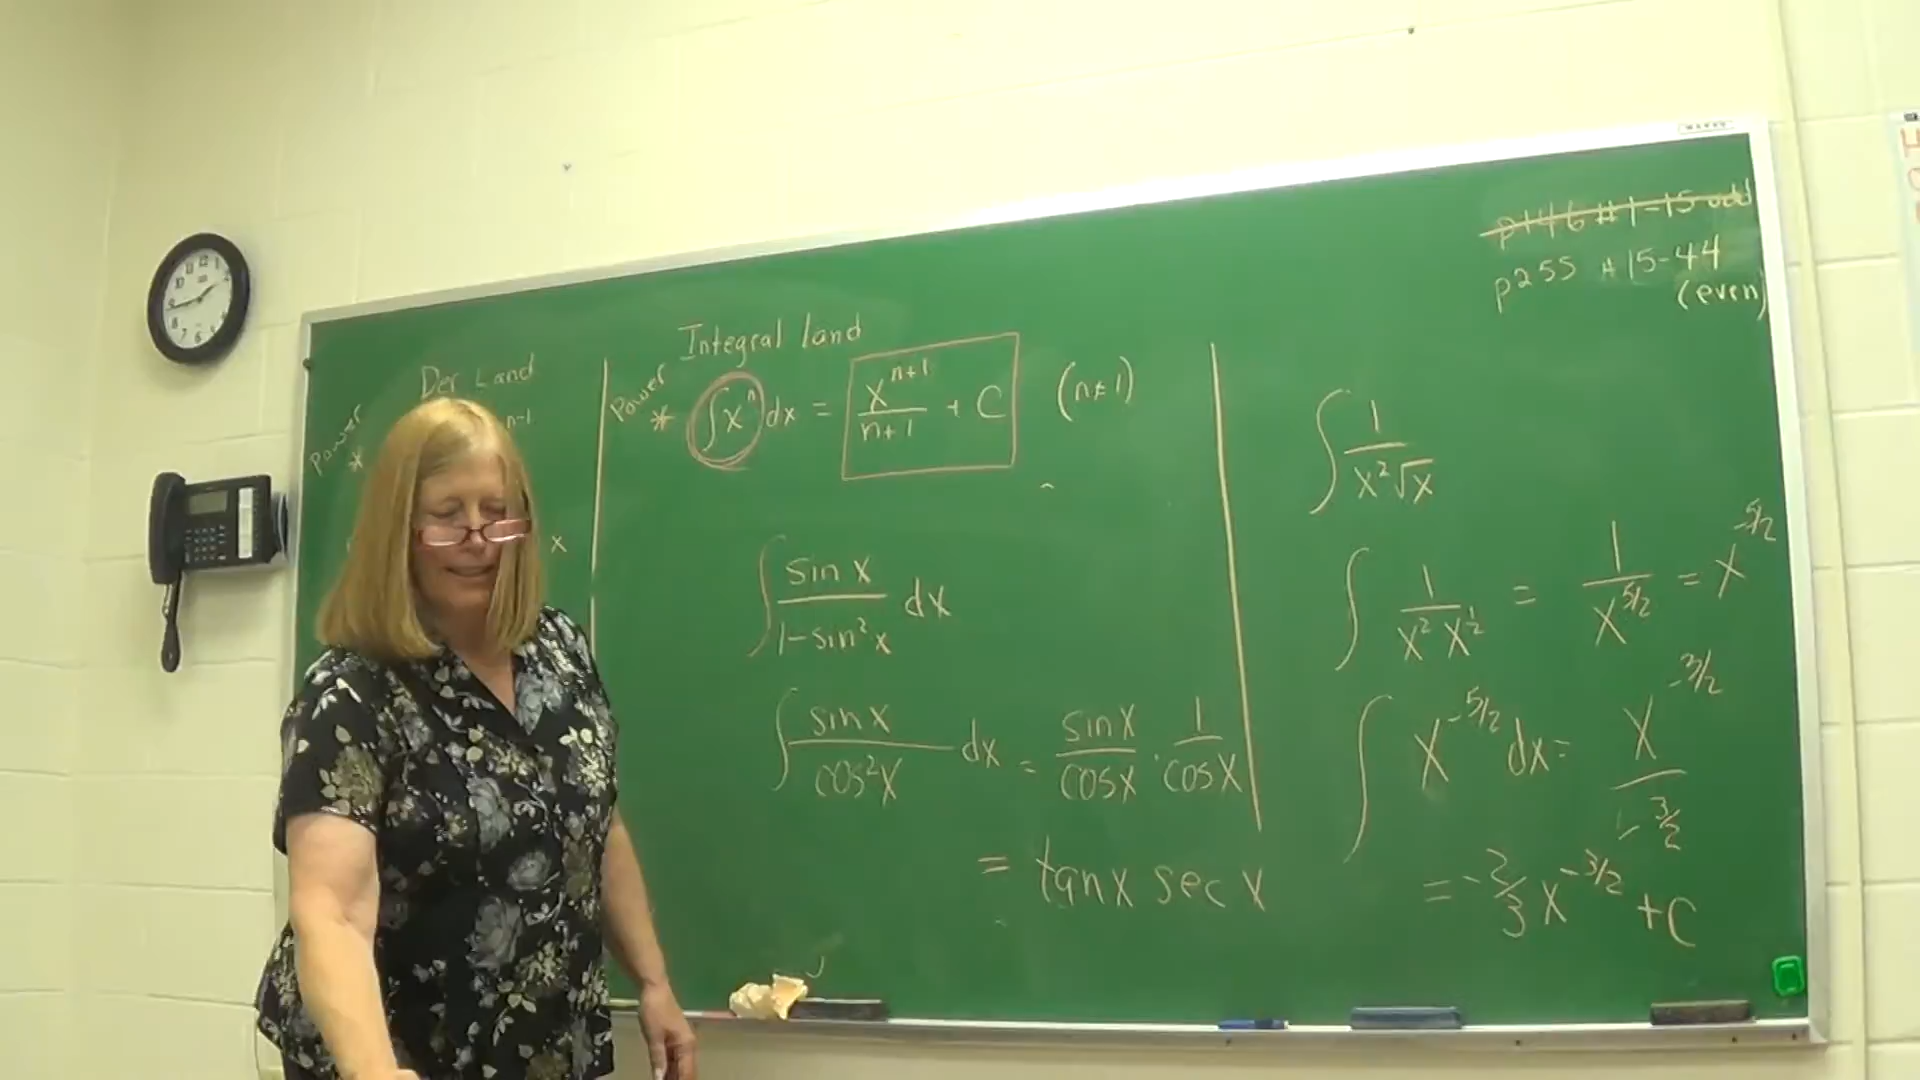 p146 #1-15 odd
p255 #15-44
(even)
Der Land
Power
*
n-1
x
Integral land
Power
* ∫x^n dx = x^(n+1)/(n+1) + C (n≠1)
∫ sin x / (1-sin²x) dx
∫ sin x / cos²x dx = sin x / cos x · 1 / cos x
= tan x sec x
∫ 1 / (x²√x)
∫ 1 / (x² x^(1/2)) = 1 / x^(5/2) = x^(-5/2)
∫ x^(-5/2) dx = x^(-3/2) / (-3/2)
= -2/3 x^(-3/2) + C